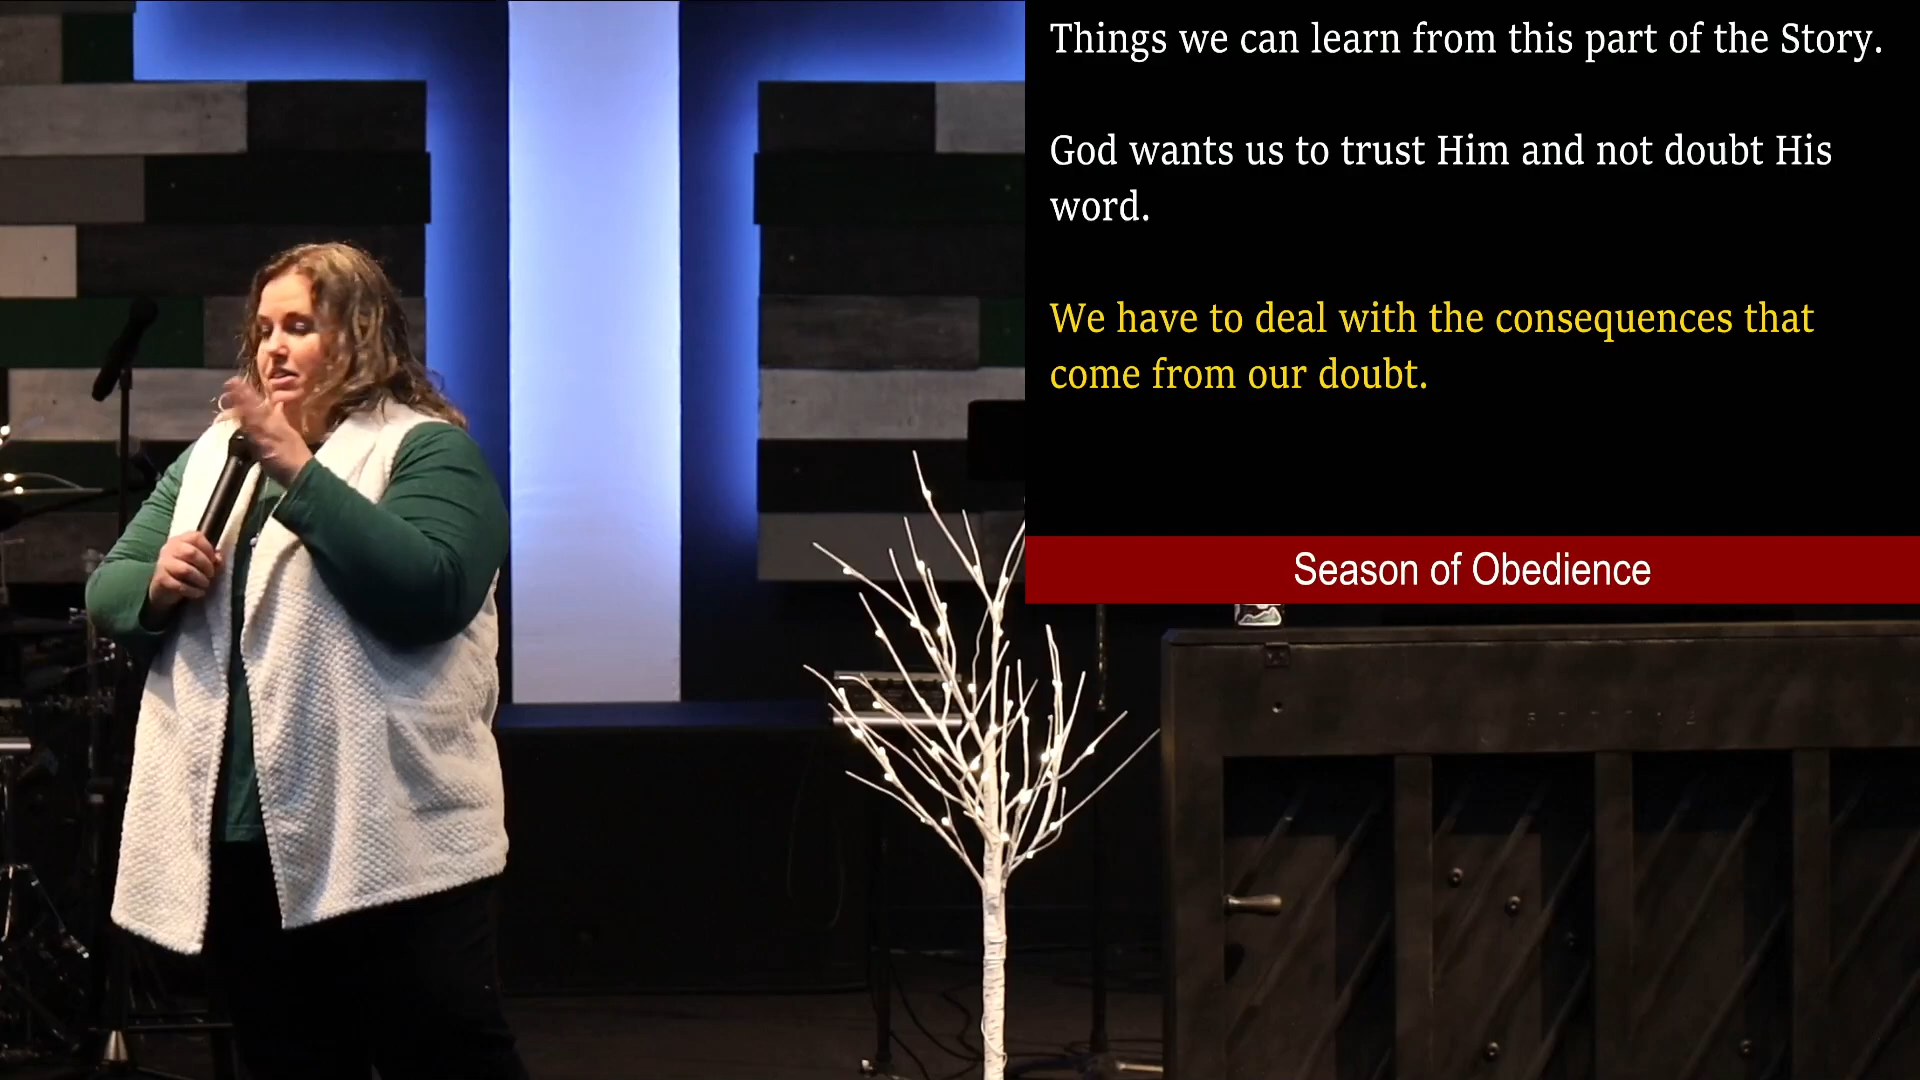 Things we can learn from this part of the Story.
God wants us to trust Him and not doubt His
word.
We have to deal with the consequences that
come from our doubt.
Season of Obedience